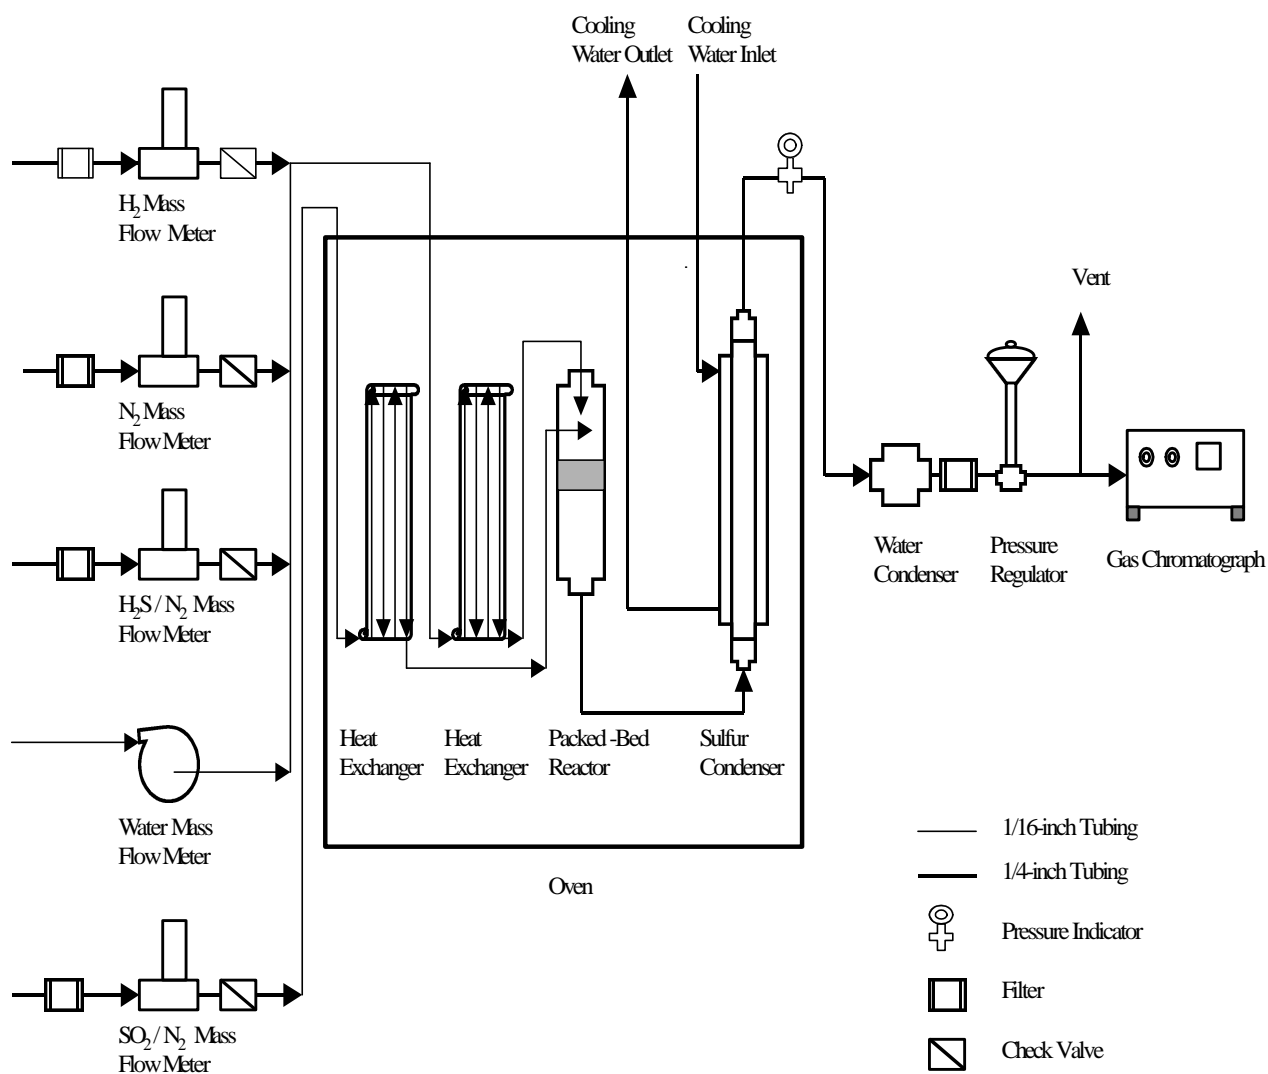 Cooling
Water Outlet
Cooling
Water Inlet
H2 Mass
Flow Meter
Vent
N2 Mass
Flow Meter
Water
Condenser
Pressure
Regulator
Gas Chromatograph
H2S / N2 Mass
Flow Meter
Heat
Exchanger
Heat
Exchanger
Packed -Bed
Reactor
Sulfur
Condenser
Water Mass
Flow Meter
1/16-inch Tubing
1/4-inch Tubing
Oven
Pressure Indicator
Filter
SO2 / N2 Mass
Flow Meter
Check Valve